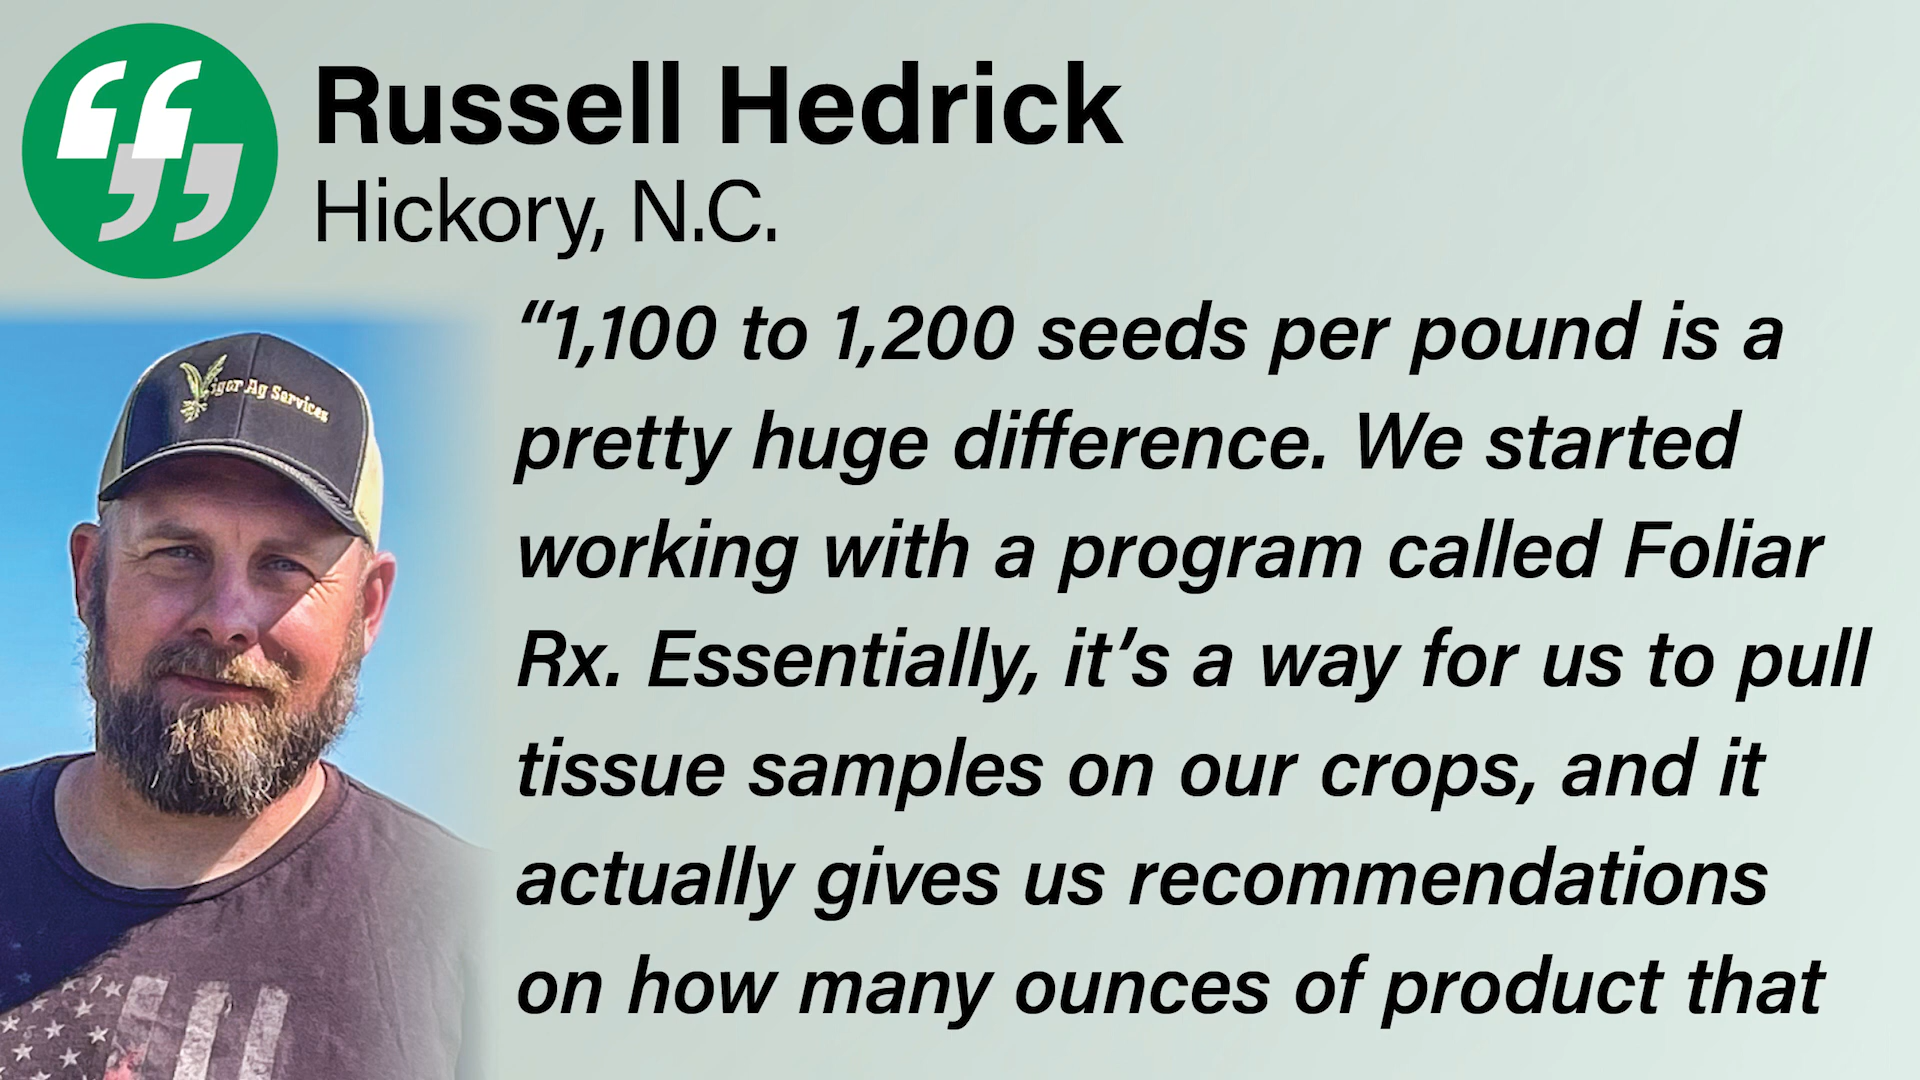 Russell Hedrick
Hickory, N.C.
“1,100 to 1,200 seeds per pound is a
pretty huge difference. We started
working with a program called Foliar
Rx. Essentially, it’s a way for us to pull
tissue samples on our crops, and it
actually gives us recommendations
on how many ounces of product that
Ag Services